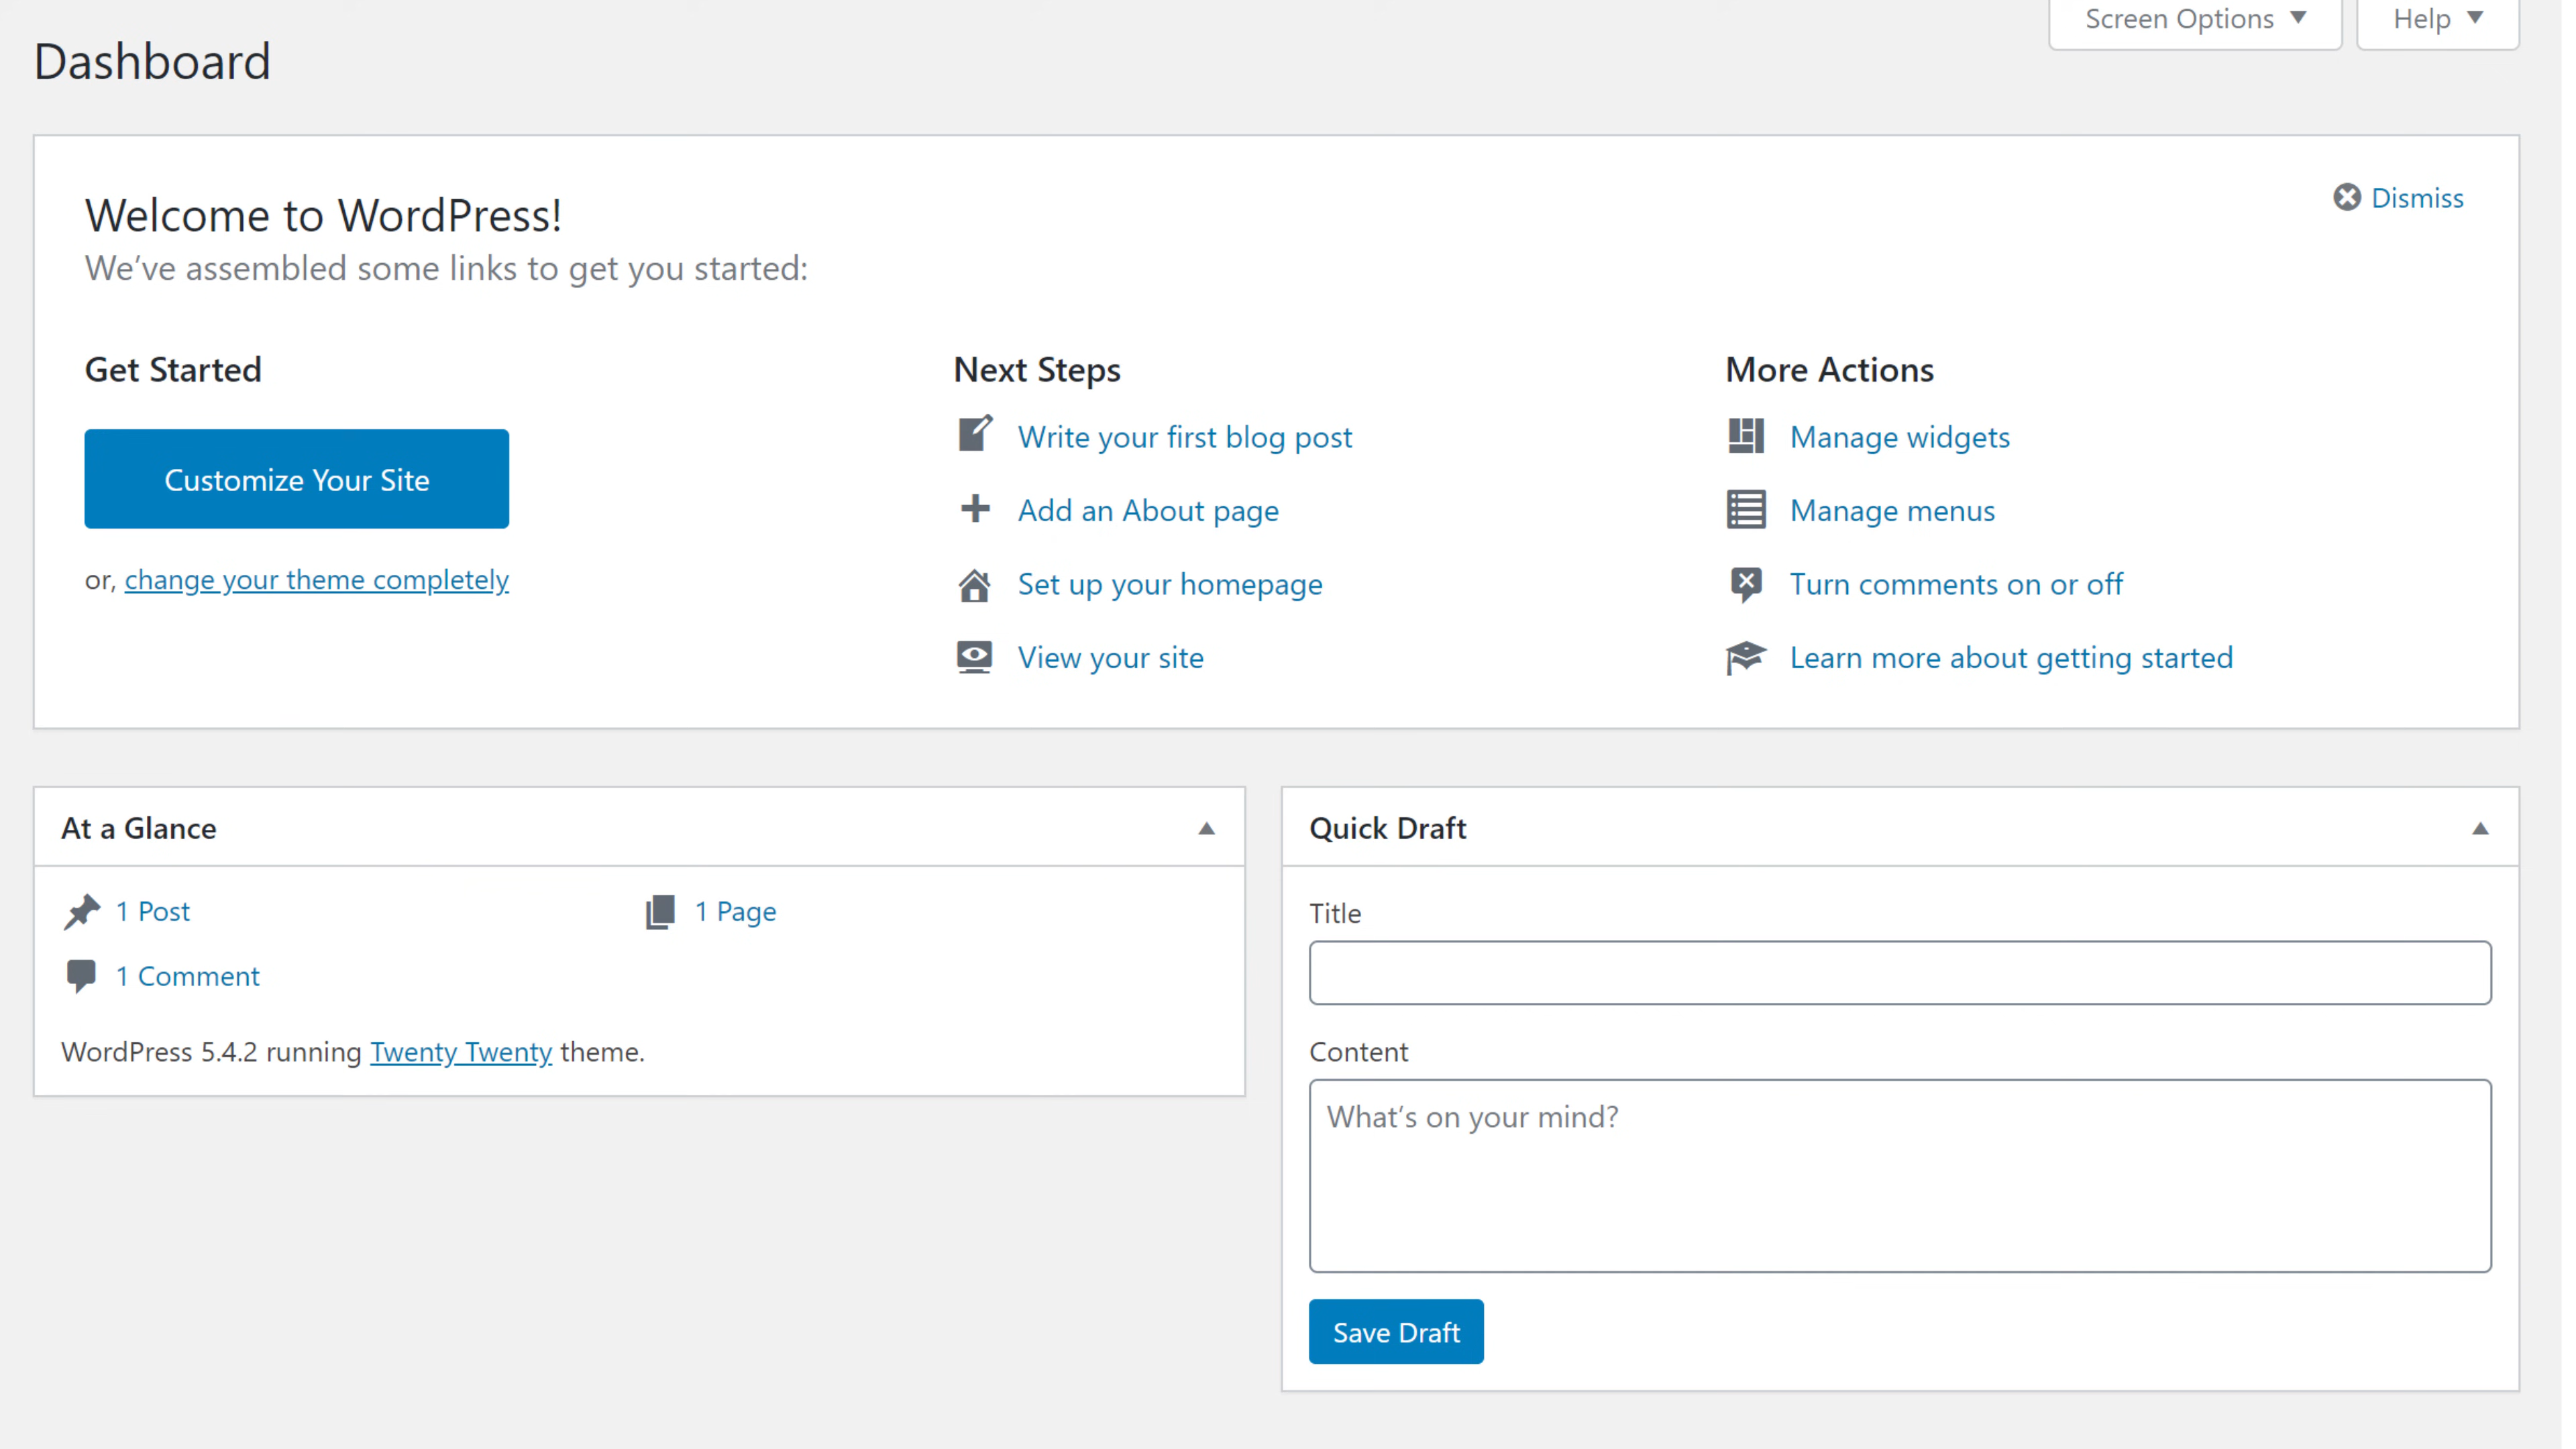 Screen Options
Help
Dashboard
Welcome to WordPress!
Dismiss
We’ve assembled some links to get you started:
Get Started
Customize Your Site
or, change your theme completely
Next Steps
Write your first blog post
Add an About page
Set up your homepage
View your site
More Actions
Manage widgets
Manage menus
Turn comments on or off
Learn more about getting started
At a Glance
1 Post
1 Page
1 Comment
WordPress 5.4.2 running Twenty Twenty theme.
Quick Draft
Title
Content
What’s on your mind?
Save Draft